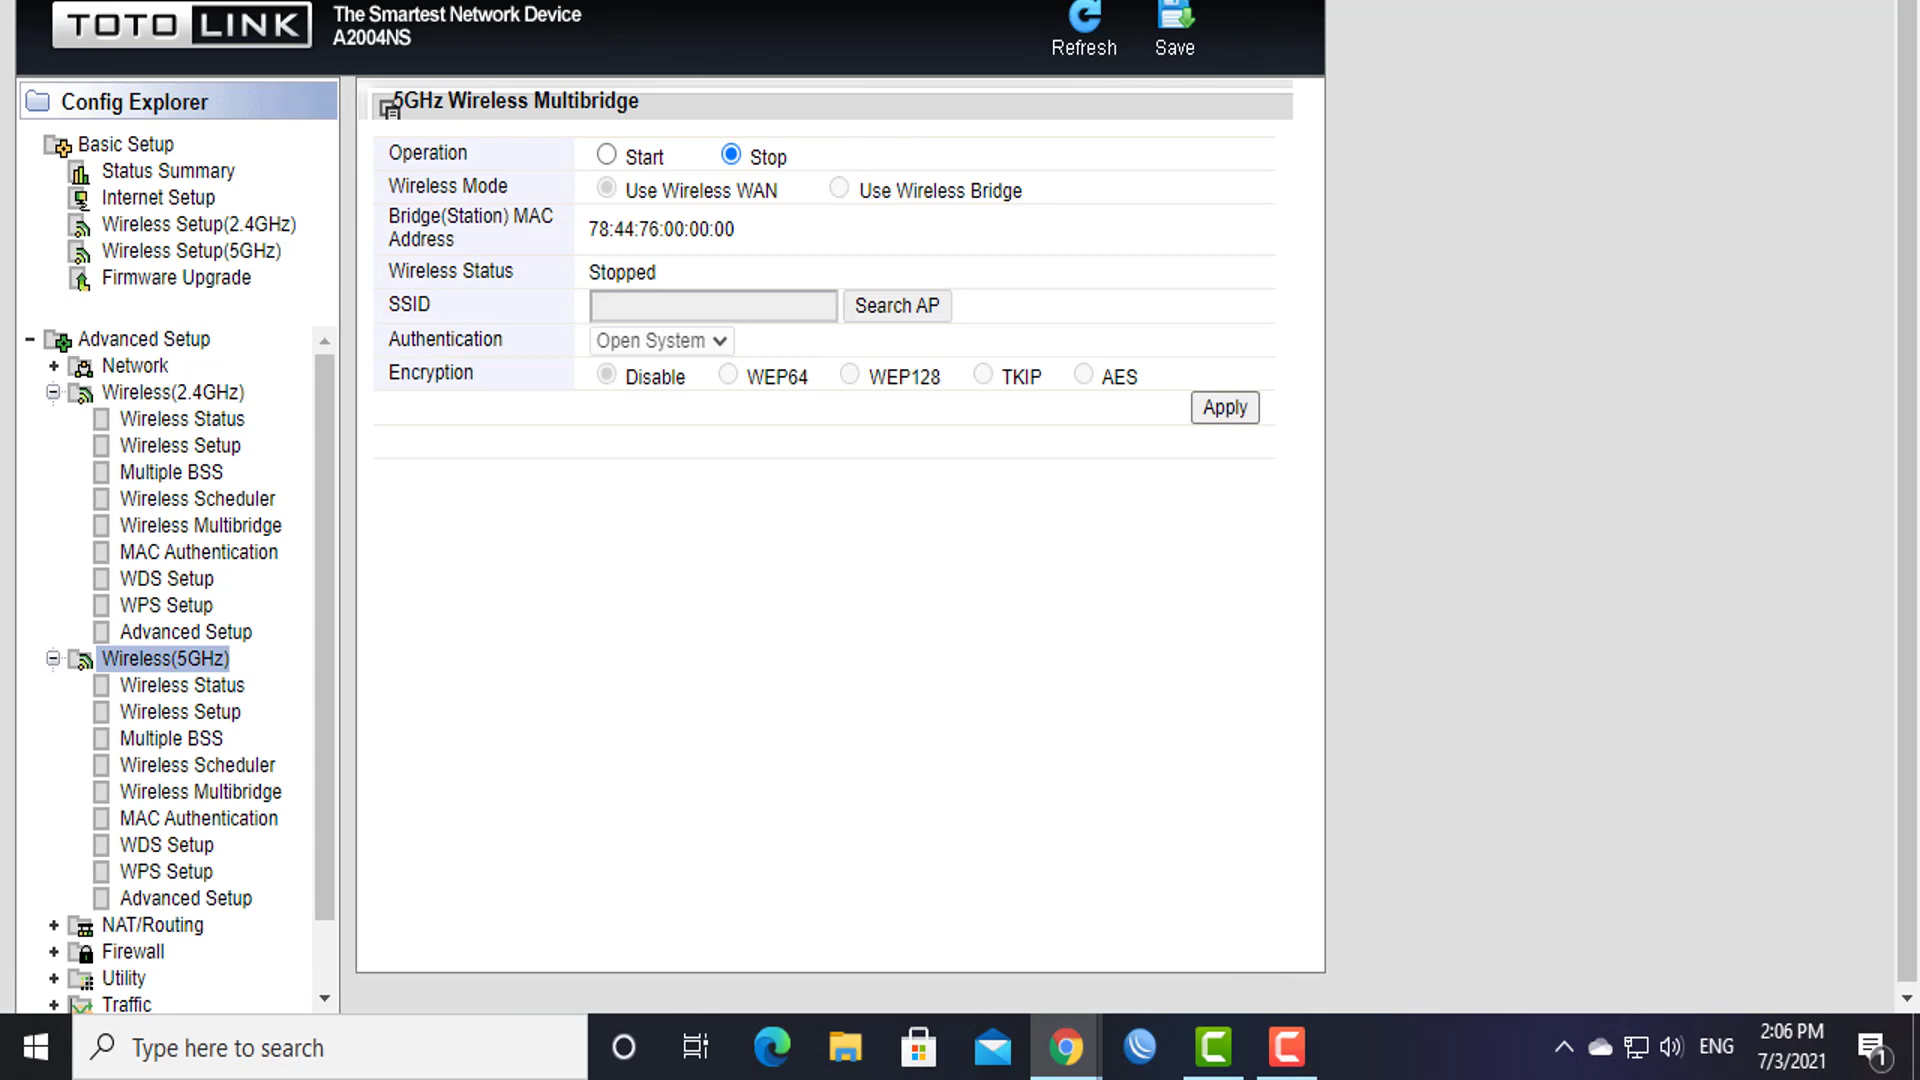 TOTO LINK
The Smartest Network Device
A2004NS
Refresh
Save
Config Explorer
Basic Setup
Status Summary
Internet Setup
Wireless Setup(2.4GHz)
Wireless Setup(5GHz)
Firmware Upgrade
Advanced Setup
Network
Wireless(2.4GHz)
Wireless Status
Wireless Setup
Multiple BSS
Wireless Scheduler
Wireless Multibridge
MAC Authentication
WDS Setup
WPS Setup
Advanced Setup
Wireless(5GHz)
Wireless Status
Wireless Setup
Multiple BSS
Wireless Scheduler
Wireless Multibridge
MAC Authentication
WDS Setup
WPS Setup
Advanced Setup
NAT/Routing
Firewall
Utility
Traffic
5GHz Wireless Multibridge
Operation Start Stop
Wireless Mode Use Wireless WAN Use Wireless Bridge
Bridge(Station) MAC
Address
78:44:76:00:00:00
Wireless Status Stopped
SSID Search AP
Authentication Open System
Encryption Disable WEP64 WEP128 TKIP AES
Apply
Type here to search
ENG
2:06 PM
7/3/2021
1